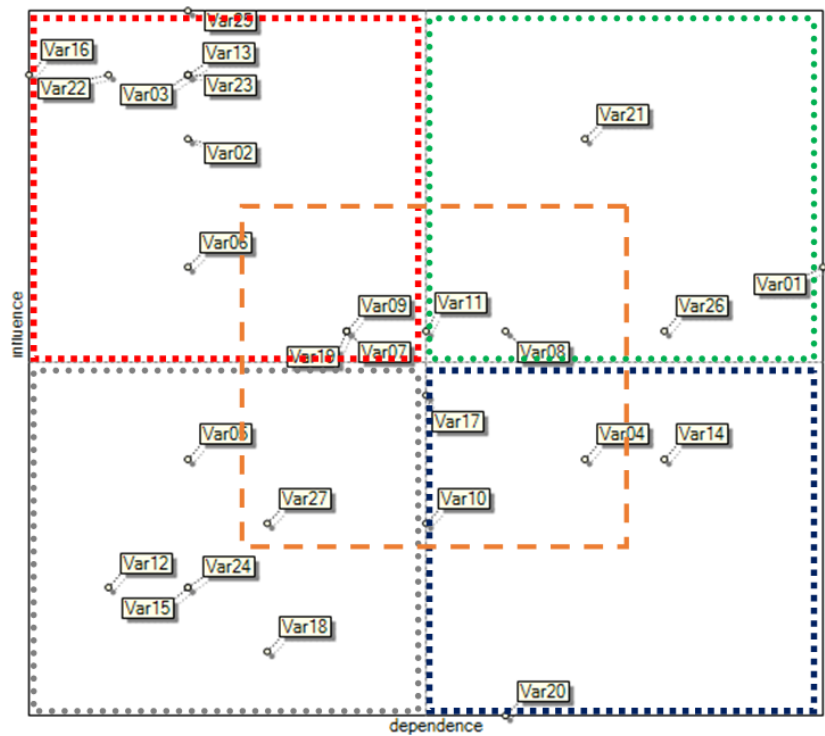 Var25
Var16
Var13
Var22
Var03
Var23
Var21
Var02
Var06
Var01
Var09
Var11
Var26
Var19
Var07
Var08
influence
Var17
Var05
Var04
Var14
Var27
Var10
Var12
Var24
Var15
Var18
Var20
dependence